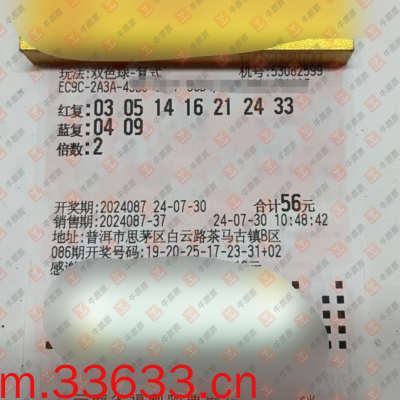 玩法:双色球-复式
机号:53082599
红复:03 05 14 16 21 24 33
蓝复:04 09
倍数:2
开奖期:2024087 24-07-30 合计56元
销售期:2024087-37 24-07-30 10:48:42
地址:普洱市思茅区白云路茶马古镇B区
086期开奖号码:19-20-25-17-23-31+02
m.33633.cn